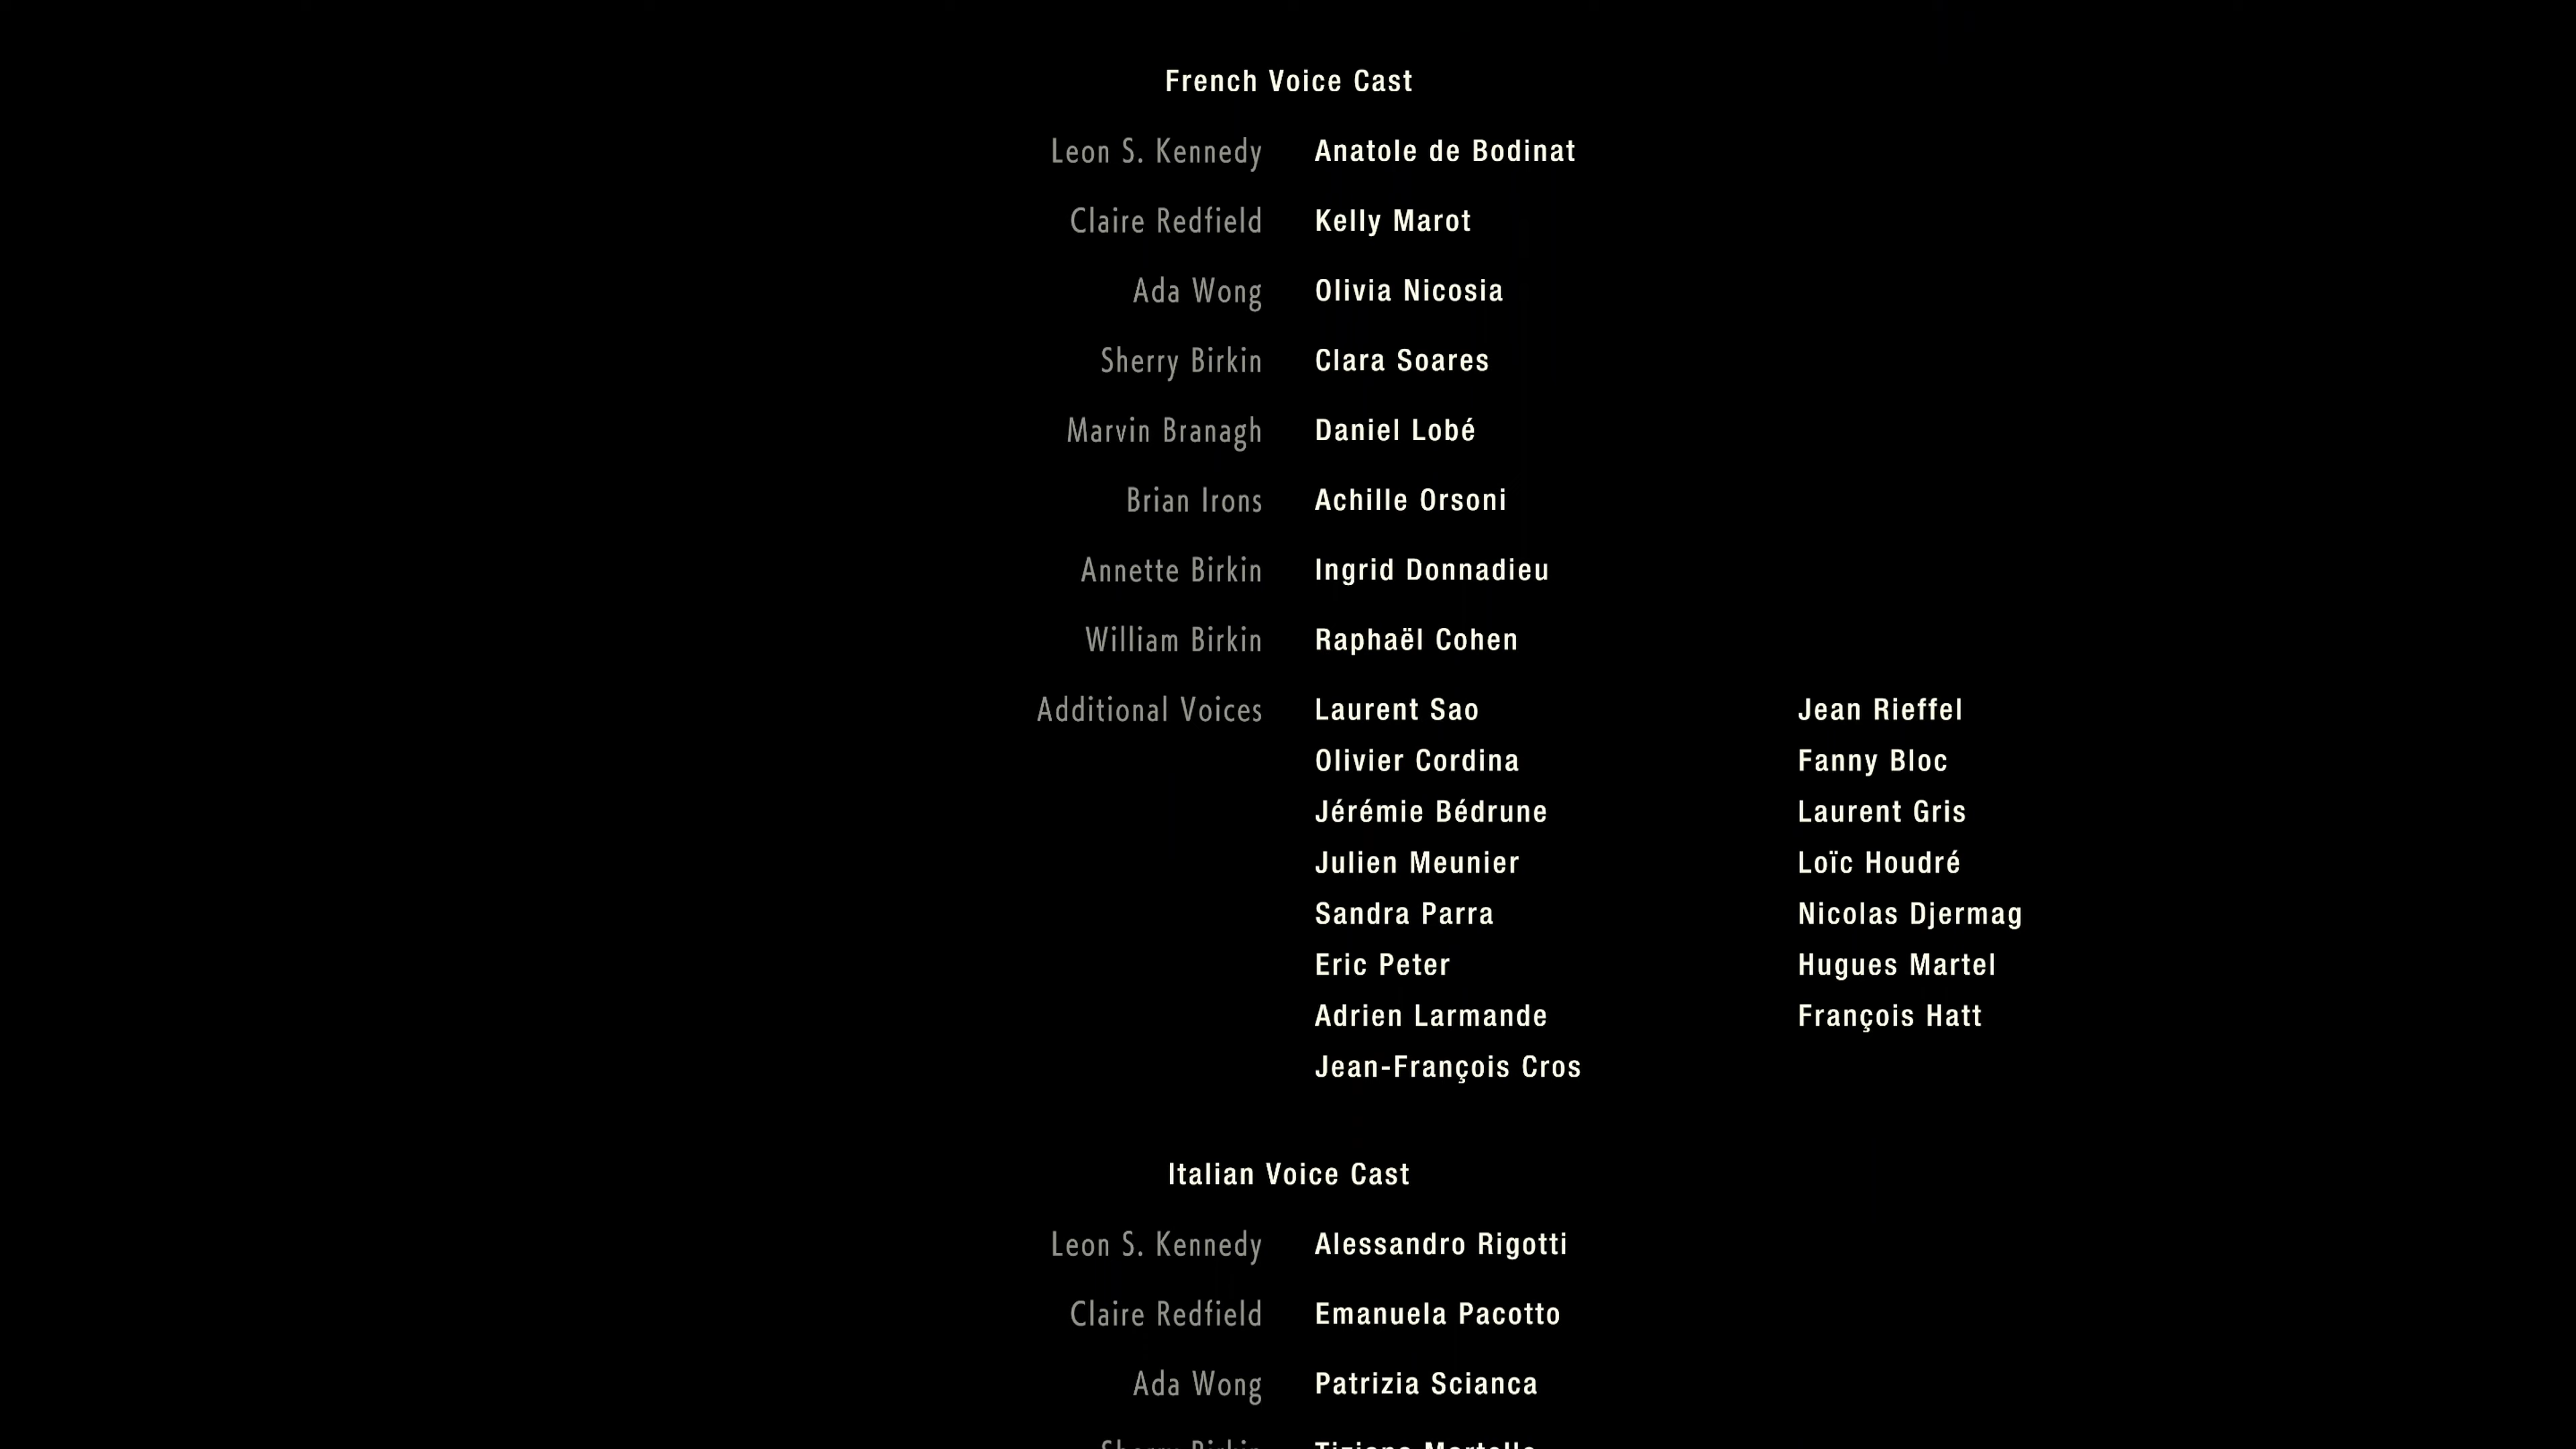 French Voice Cast
Leon S. Kennedy Anatole de Bodinat
Claire Redfield Kelly Marot
Ada Wong Olivia Nicosia
Sherry Birkin Clara Soares
Marvin Branagh Daniel Lobé
Brian Irons Achille Orsoni
Annette Birkin Ingrid Donnadieu
William Birkin Raphaël Cohen
Additional Voices Laurent Sao Jean Rieffel
Olivier Cordina Fanny Bloc
Jérémie Bédrune Laurent Gris
Julien Meunier Loïc Houdré
Sandra Parra Nicolas Djermag
Eric Peter Hugues Martel
Adrien Larmande François Hatt
Jean-François Cros
Italian Voice Cast
Leon S. Kennedy Alessandro Rigotti
Claire Redfield Emanuela Pacotto
Ada Wong Patrizia Scianca
Sherry Birkin